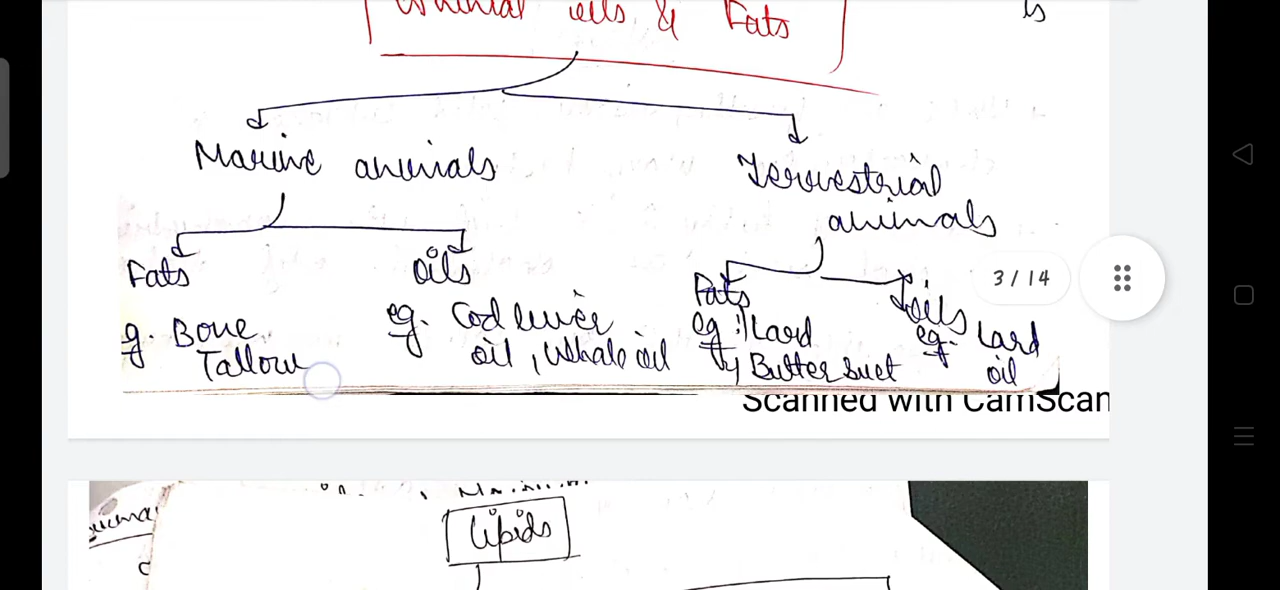 Animal oils & Fats
is
Marine animals
Terrestrial
animals
Fats
oils
Fats
oils
3 / 14
eg. Bone
Tallow
eg. Cod liver
oil, Whale oil
eg : Lard
Butter suet
eg. Lard
oil
Scanned with CamScan
Lipids